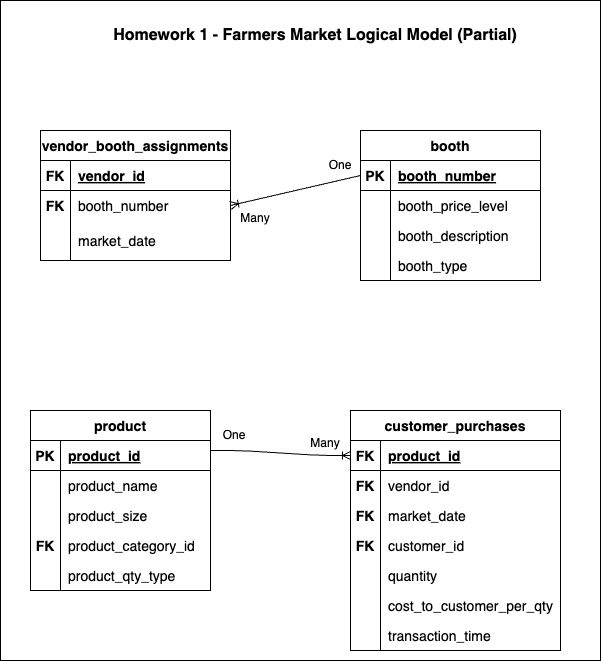 Homework 1 - Farmers Market Logical Model (Partial)
vendor_booth_assignments
FK vendor_id
FK booth_number
market_date
One
Many
booth
PK booth_number
booth_price_level
booth_description
booth_type
product
PK product_id
product_name
product_size
FK product_category_id
product_qty_type
One
Many
customer_purchases
FK product_id
FK vendor_id
FK market_date
FK customer_id
quantity
cost_to_customer_per_qty
transaction_time